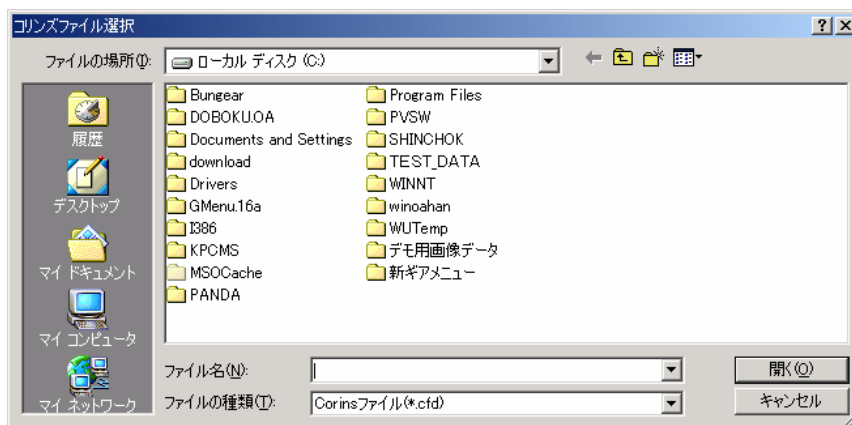 コリンズファイル選択
ファイルの場所(I):
ローカル ディスク (C:)
履歴
デスクトップ
マイ ドキュメント
マイ コンピュータ
マイ ネットワーク
Bungear
DOBOKU.OA
Documents and Settings
download
Drivers
GMenu.16a
I386
KPCMS
MSOCache
PANDA
Program Files
PVSW
SHINCHOK
TEST_DATA
WINNT
winoahan
WUTemp
デモ用画像データ
新ギアメニュー
ファイル名(N):
開く(O)
ファイルの種類(T):
Corinsファイル(*.cfd)
キャンセル